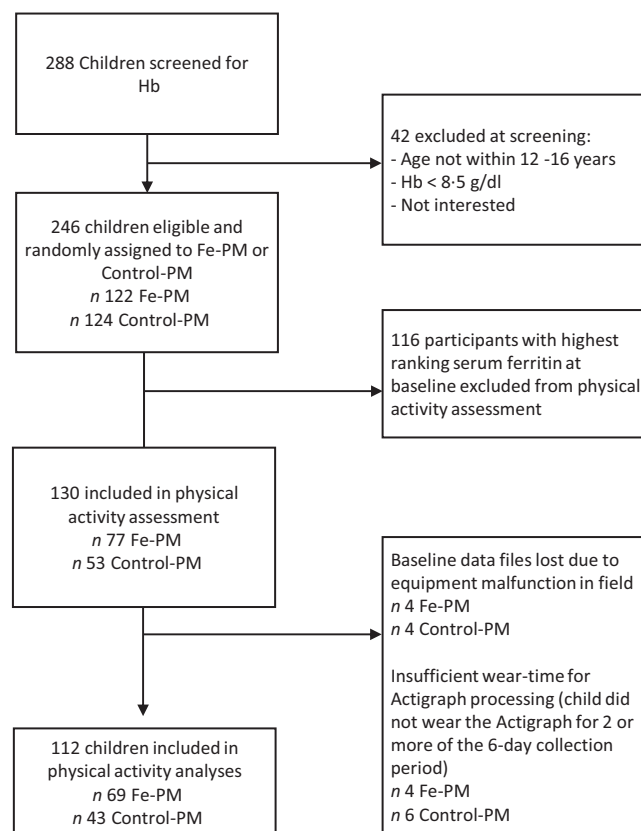 288 Children screened for
Hb
42 excluded at screening:
- Age not within 12 -16 years
- Hb < 8·5 g/dl
- Not interested
246 children eligible and
randomly assigned to Fe-PM or
Control-PM
n 122 Fe-PM
n 124 Control-PM
116 participants with highest
ranking serum ferritin at
baseline excluded from physical
activity assessment
130 included in physical
activity assessment
n 77 Fe-PM
n 53 Control-PM
Baseline data files lost due to
equipment malfunction in field
n 4 Fe-PM
n 4 Control-PM
Insufficient wear-time for
Actigraph processing (child did
not wear the Actigraph for 2 or
more of the 6-day collection
period)
n 4 Fe-PM
n 6 Control-PM
112 children included in
physical activity analyses
n 69 Fe-PM
n 43 Control-PM